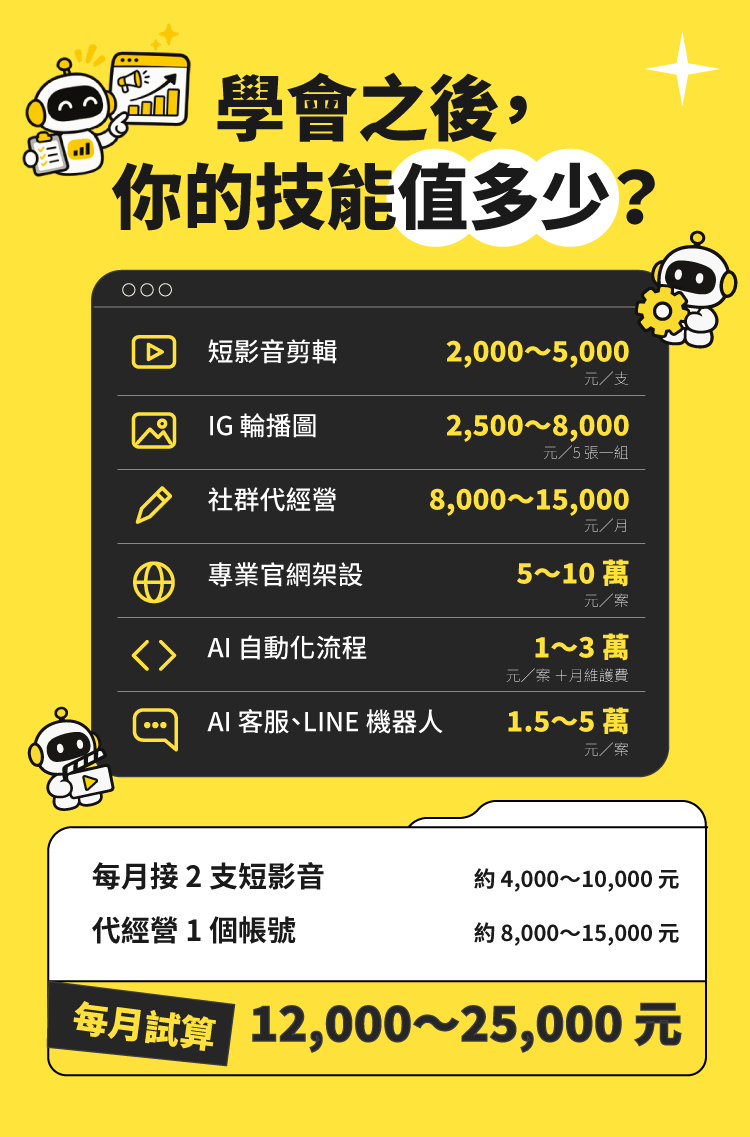 學會之後，
你的技能值多少？
短影音剪輯 2,000～5,000
元／支
IG 輪播圖 2,500～8,000
元／5 張一組
社群代經營 8,000～15,000
元／月
專業官網架設 5～10 萬
元／案
AI 自動化流程 1～3 萬
元／案 ＋月維護費
AI 客服、LINE 機器人 1.5～5 萬
元／案
每月接 2 支短影音 約 4,000～10,000 元
代經營 1 個帳號 約 8,000～15,000 元
每月試算 12,000～25,000 元